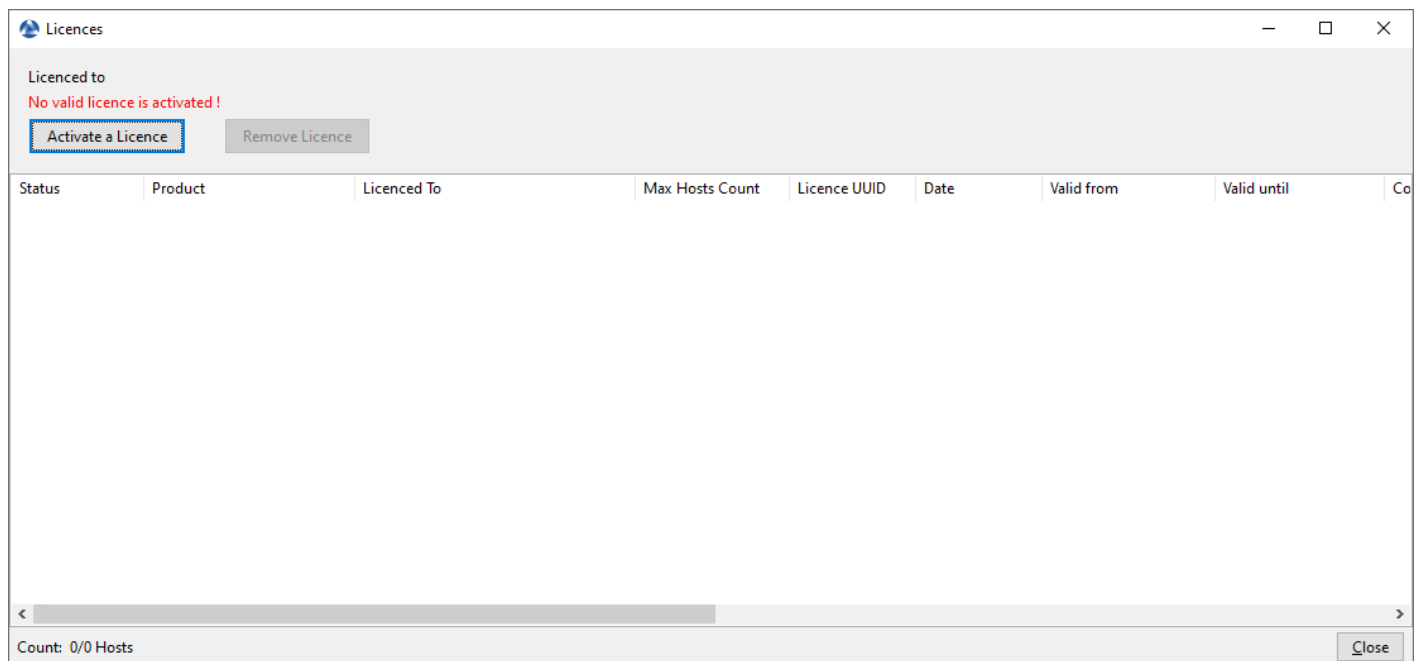 Licences
Licenced to
No valid licence is activated !
Activate a Licence Remove Licence
Status Product Licenced To Max Hosts Count Licence UUID Date Valid from Valid until Co
Count: 0/0 Hosts Close